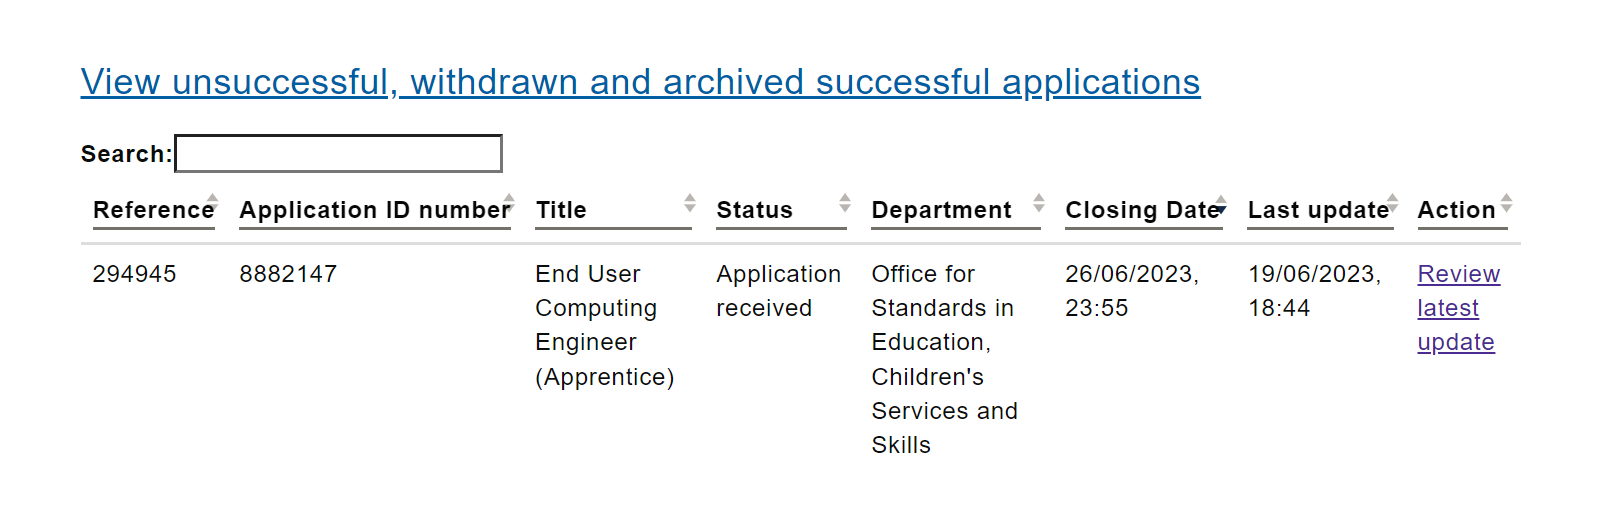 View unsuccessful, withdrawn and archived successful applications
Search:
Reference Application ID number Title Status Department Closing Date Last update Action
294945 8882147 End User Application Office for 26/06/2023, 19/06/2023, Review
Computing received Standards in 23:55 18:44 latest
Engineer Education, update
(Apprentice) Children's
Services and
Skills